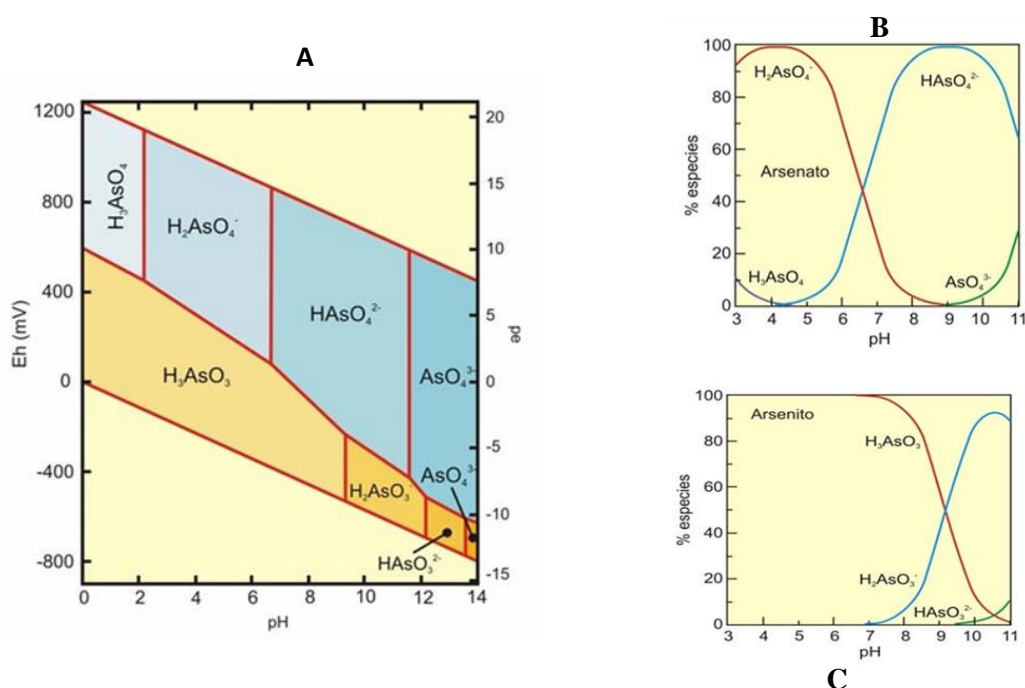 A
1200
800
400
0
-400
-800
Eh (mV)
20
15
10
5
0
-5
-10
-15
pe
H₃AsO₄
H₂AsO₄⁻
HAsO₄²⁻
AsO₄³⁻
H₃AsO₃
H₂AsO₃⁻
AsO₄³⁻
HAsO₃²⁻
0 2 4 6 8 10 12 14
pH
B
100
80
60
40
20
0
% especies
H₂AsO₄⁻
HAsO₄²⁻
Arsenato
H₃AsO₄
AsO₄³⁻
3 4 5 6 7 8 9 10 11
pH
100
80
60
40
20
0
% especies
Arsenito
H₃AsO₃
H₂AsO₃⁻
HAsO₃²⁻
3 4 5 6 7 8 9 10 11
pH
C